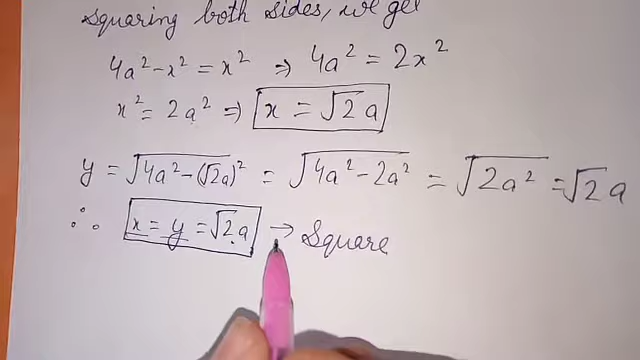 Squaring both sides, we get
4a² - x² = x² ⇒ 4a² = 2x²
x² = 2a² ⇒ x = √2 a
y = √(4a² - (√2a)²) = √(4a² - 2a²) = √(2a²) = √2 a
∴ x = y = √2 a → Square